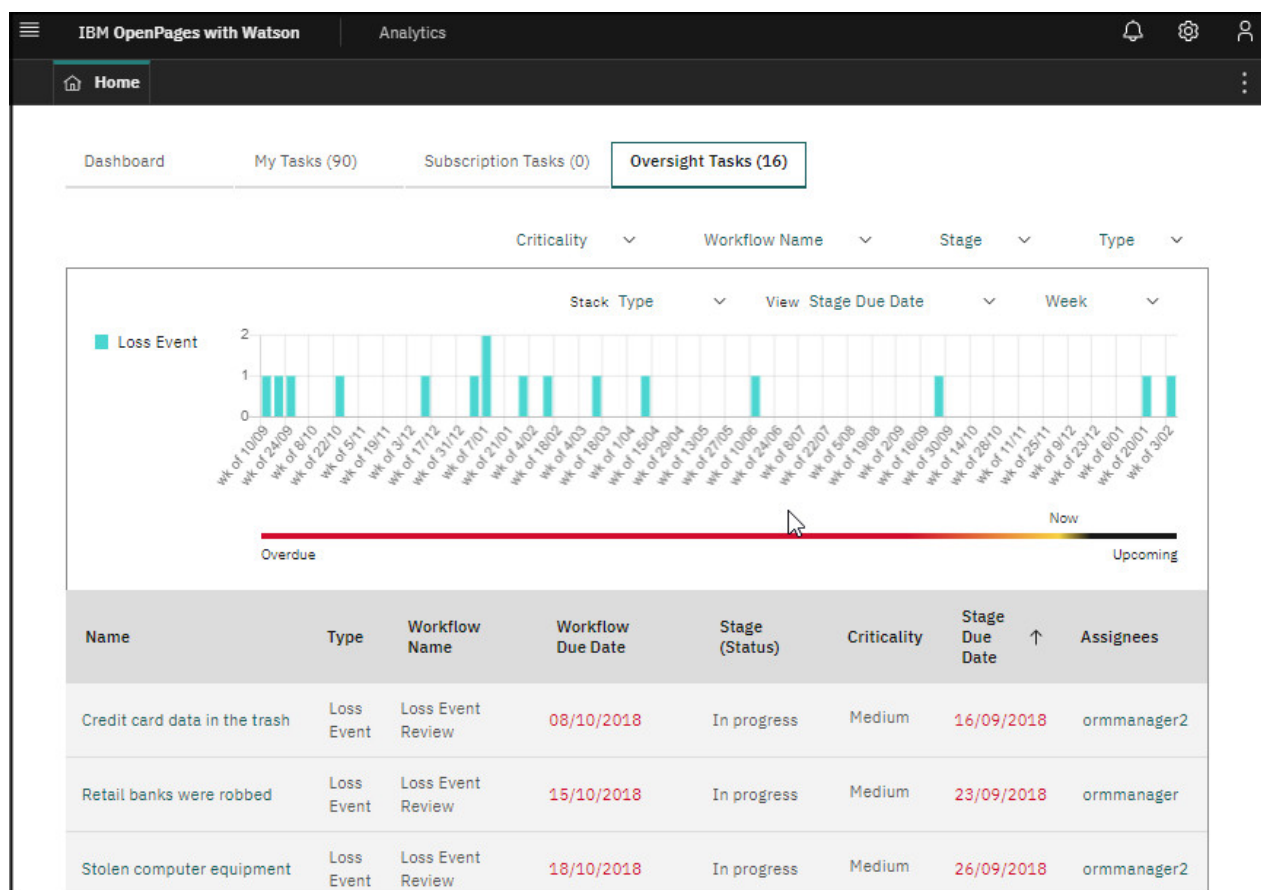 IBM OpenPages with Watson Analytics
Home
Dashboard My Tasks (90) Subscription Tasks (0) Oversight Tasks (16)
Criticality Workflow Name Stage Type
Stack Type View Stage Due Date Week
Loss Event
2
1
0
wk of 10/09 wk of 24/09 wk of 8/10 wk of 22/10 wk of 5/11 wk of 19/11 wk of 3/12 wk of 17/12 wk of 31/12 wk of 7/01 wk of 21/01 wk of 4/02 wk of 18/02 wk of 4/03 wk of 18/03 wk of 1/04 wk of 15/04 wk of 29/04 wk of 13/05 wk of 27/05 wk of 10/06 wk of 24/06 wk of 8/07 wk of 22/07 wk of 5/08 wk of 19/08 wk of 2/09 wk of 16/09 wk of 30/09 wk of 14/10 wk of 28/10 wk of 11/11 wk of 25/11 wk of 9/12 wk of 23/12 wk of 6/01 wk of 20/01 wk of 3/02
Now
Overdue Upcoming
Name Type Workflow Name Workflow Due Date Stage (Status) Criticality Stage Due Date Assignees
Credit card data in the trash Loss Event Loss Event Review 08/10/2018 In progress Medium 16/09/2018 ormmanager2
Retail banks were robbed Loss Event Loss Event Review 15/10/2018 In progress Medium 23/09/2018 ormmanager
Stolen computer equipment Loss Event Loss Event Review 18/10/2018 In progress Medium 26/09/2018 ormmanager2